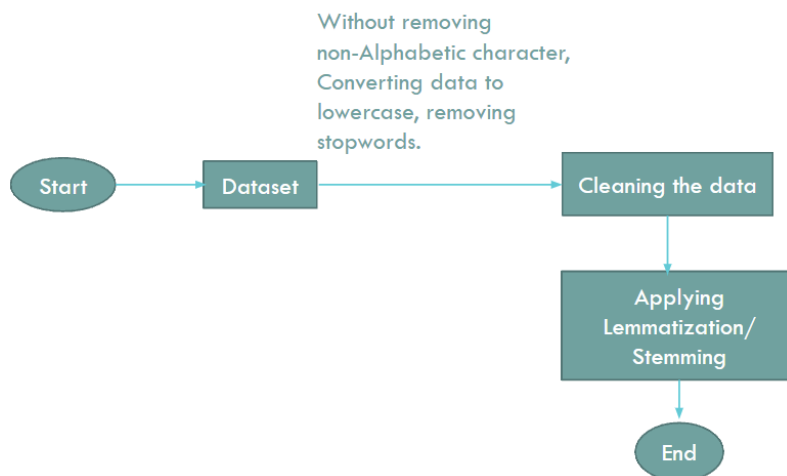 Without removing
non-Alphabetic character,
Converting data to
lowercase, removing
stopwords.
Start
Dataset
Cleaning the data
Applying
Lemmatization/
Stemming
End